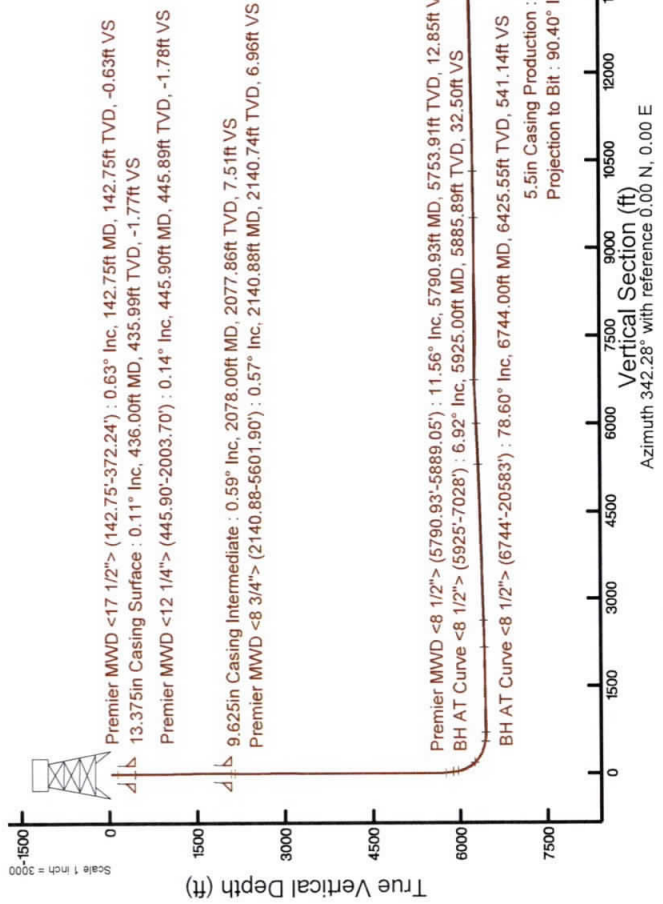 Scale 1 inch = 3000
True Vertical Depth (ft)
-1500
0
1500
3000
4500
6000
7500
Premier MWD <17 1/2"> (142.75'-372.24') : 0.63° Inc, 142.75ft MD, 142.75ft TVD, -0.63ft VS
13.375in Casing Surface : 0.11° Inc, 436.00ft MD, 435.99ft TVD, -1.77ft VS
Premier MWD <12 1/4"> (445.90'-2003.70') : 0.14° Inc, 445.90ft MD, 445.89ft TVD, -1.78ft VS
9.625in Casing Intermediate : 0.59° Inc, 2078.00ft MD, 2077.86ft TVD, 7.51ft VS
Premier MWD <8 3/4"> (2140.88-5601.90') : 0.57° Inc, 2140.88ft MD, 2140.74ft TVD, 6.96ft VS
Premier MWD <8 1/2"> (5790.93'-5889.05') : 11.56° Inc, 5790.93ft MD, 5753.91ft TVD, 12.85ft V
BH AT Curve <8 1/2"> (5925'-7028') : 6.92° Inc, 5925.00ft MD, 5885.89ft TVD, 32.50ft VS
BH AT Curve <8 1/2"> (6744'-20583') : 78.60° Inc, 6744.00ft MD, 6425.55ft TVD, 541.14ft VS
5.5in Casing Production :
Projection to Bit : 90.40°
0
1500
3000
4500
6000
7500
9000
10500
12000
Vertical Section (ft)
Azimuth 342.28° with reference 0.00 N, 0.00 E